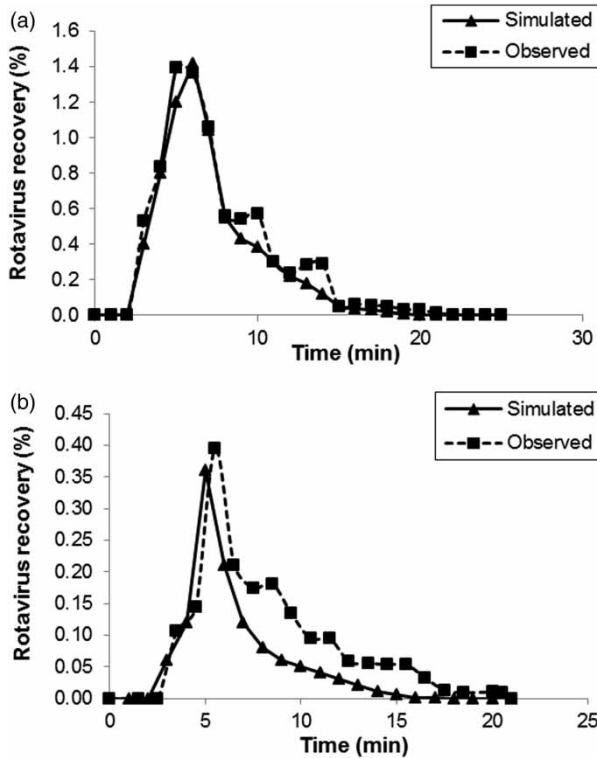 (a)
Simulated
Observed
Rotavirus recovery (%)
1.6
1.4
1.2
1.0
0.8
0.6
0.4
0.2
0.0
0 10 20 30
Time (min)
(b)
Simulated
Observed
Rotavirus recovery (%)
0.45
0.40
0.35
0.30
0.25
0.20
0.15
0.10
0.05
0.00
0 5 10 15 20 25
Time (min)